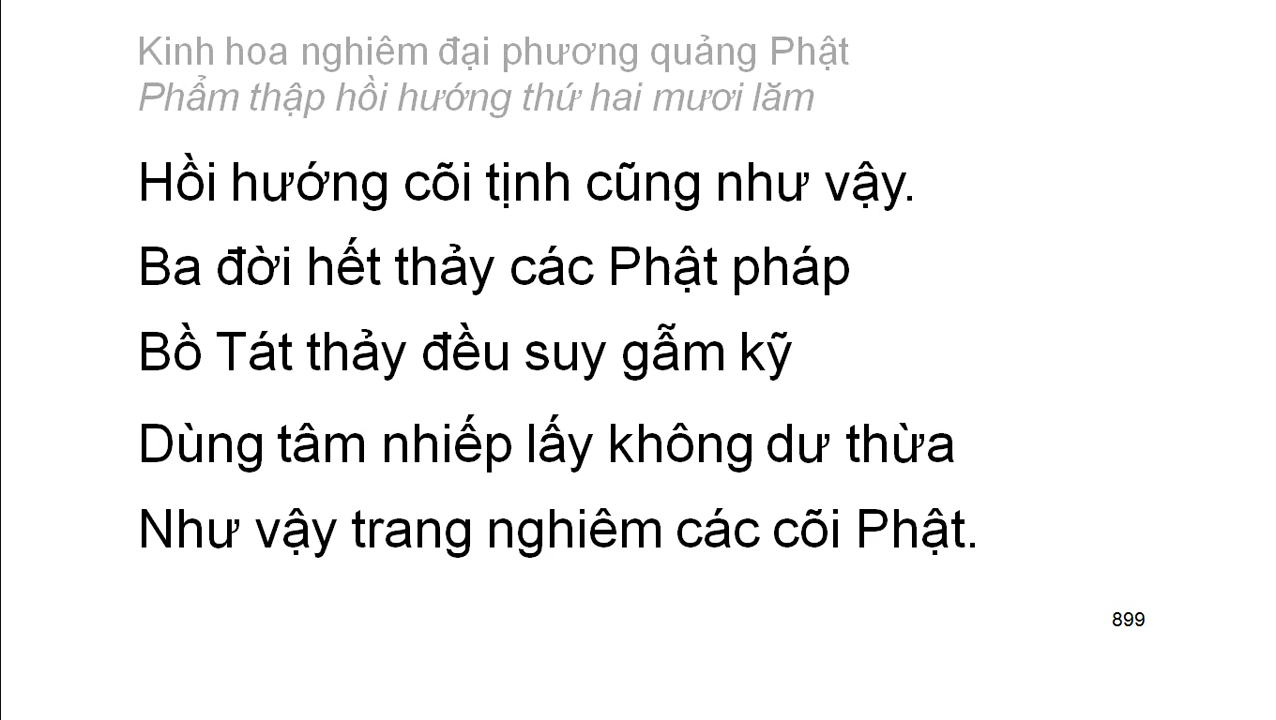 Kinh hoa nghiêm đại phương quảng Phật
Phẩm thập hồi hướng thứ hai mươi lăm
Hồi hướng cõi tịnh cũng như vậy.
Ba đời hết thảy các Phật pháp
Bồ Tát thảy đều suy gẫm kỹ
Dùng tâm nhiếp lấy không dư thừa
Như vậy trang nghiêm các cõi Phật.
899